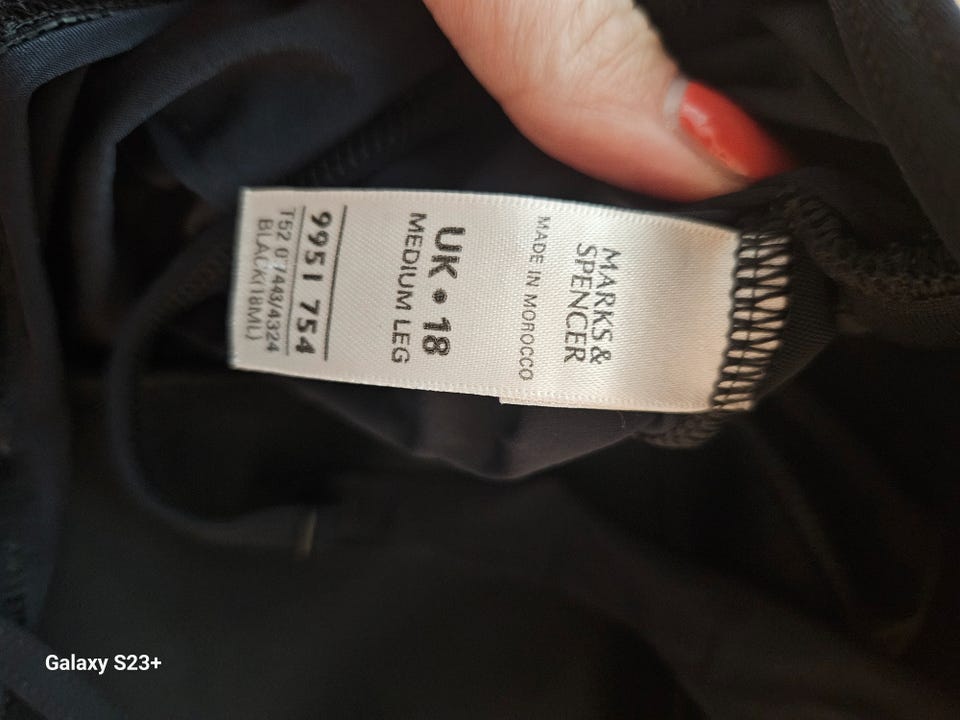 MARKS &
SPENCER
MADE IN MOROCCO
UK • 18
MEDIUM LEG
9951 754
T52 07443/4324
BLACK(18ML)
Galaxy S23+